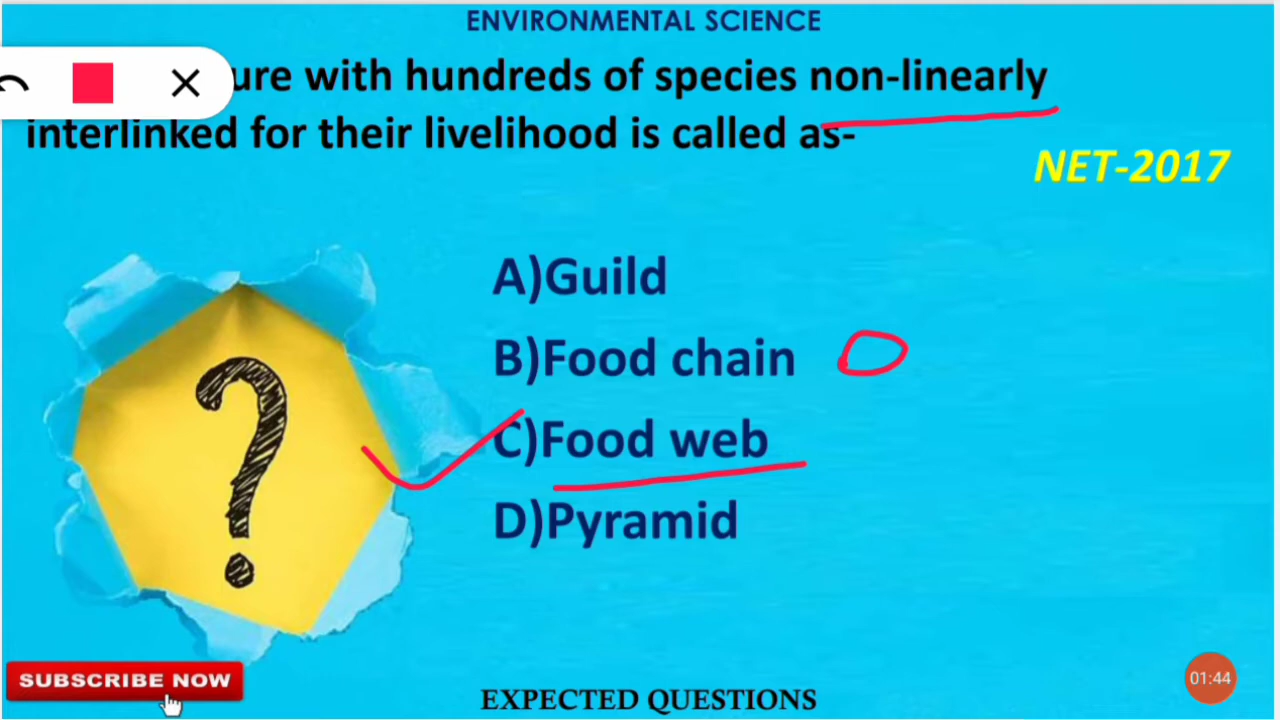 ENVIRONMENTAL SCIENCE
ure with hundreds of species non-linearly
interlinked for their livelihood is called as-
NET-2017
A)Guild
B)Food chain
C)Food web
D)Pyramid
SUBSCRIBE NOW
EXPECTED QUESTIONS
01:44